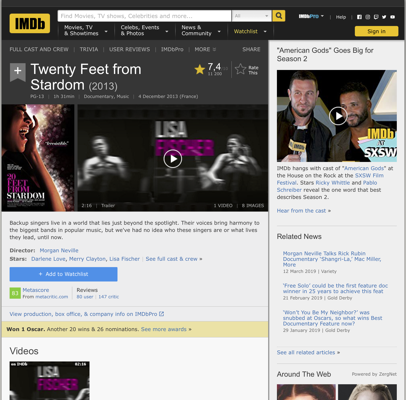 IMDb
Find Movies, TV shows, Celebrities and more...
All
Movies, TV & Showtimes
Celebs, Events & Photos
News & Community
Watchlist
IMDbPro
Help
Sign in
FULL CAST AND CREW | TRIVIA | USER REVIEWS | IMDbPro | MORE
SHARE
Twenty Feet from
Stardom (2013)
7,4
Rate This
PG-13 | 1h 31min | Documentary, Music | 4 December 2013 (France)
20 FEET FROM STARDOM
LISA
FISCHER
2:16 | Trailer
1 VIDEO | 8 IMAGES
Backup singers live in a world that lies just beyond the spotlight. Their voices bring harmony to
the biggest bands in popular music, but we've had no idea who these singers are or what
lives they lead, until now.
Director: Morgan Neville
Stars: Darlene Love, Merry Clayton, Lisa Fischer | See full cast & crew »
+ Add to Watchlist
83
Metascore
From metacritic.com
Reviews
80 user | 147 critic
View production, box office, & company info on IMDbPro
Won 1 Oscar. Another 20 wins & 26 nominations. See more awards »
Videos
LISA
"American Gods" Goes Big for
Season 2
IMDb
at
SXSW
IMDb hangs with cast of "American Gods" at
the House on the Rock at the SXSW Film
Festival. Stars Ricky Whittle and Pablo
Schreiber reveal the one word that best
describes Season 2.
Hear from the cast »
Related News
Morgan Neville Talks Rick Rubin
Documentary 'Shangri-La,' Mac Miller,
More
12 March 2019 | Variety
'Free Solo' could be the first feature doc
winner in 25 years to achieve this feat
21 February 2019 | Gold Derby
'Won't You Be My Neighbor?' was
snubbed at Oscars, so what wins Best
Documentary Feature now?
29 January 2019 | Gold Derby
See all related articles »
Around The Web
Powered by ZergNet